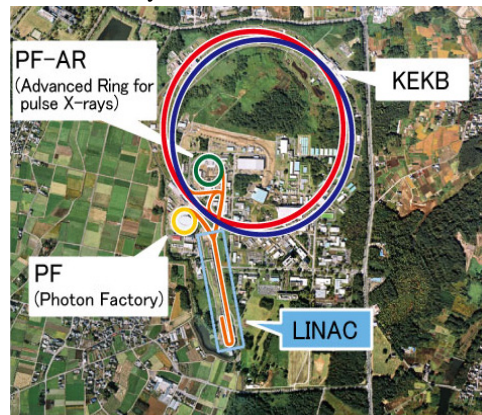 PF-AR
(Advanced Ring for
pulse X-rays)
KEKB
PF
(Photon Factory)
LINAC